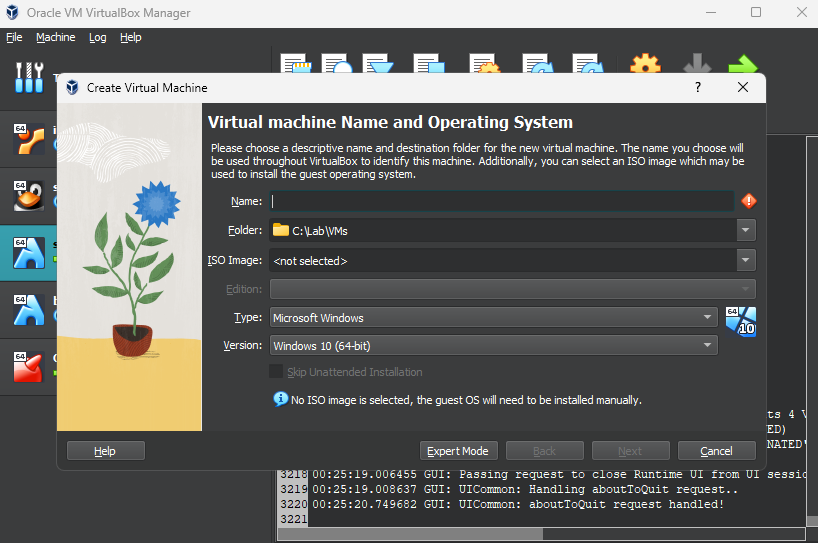 Oracle VM VirtualBox Manager
File Machine Log Help
Create Virtual Machine
?
Virtual machine Name and Operating System
Please choose a descriptive name and destination folder for the new virtual machine. The name you choose will
be used throughout VirtualBox to identify this machine. Additionally, you can select an ISO image which may be
used to install the guest operating system.
Name:
Folder: C:\Lab\VMs
ISO Image: <not selected>
Edition:
Type: Microsoft Windows
64
10
Version: Windows 10 (64-bit)
Skip Unattended Installation
No ISO image is selected, the guest OS will need to be installed manually.
Help Expert Mode Back Next Cancel
64
64
64
64
64
ts 4 V
ED)
NATED'
3218 00:25:19.006455 GUI: Passing request to close Runtime UI from UI sessio
3219 00:25:19.008637 GUI: UICommon: Handling aboutToQuit request..
3220 00:25:20.749682 GUI: UICommon: aboutToQuit request handled!
3221